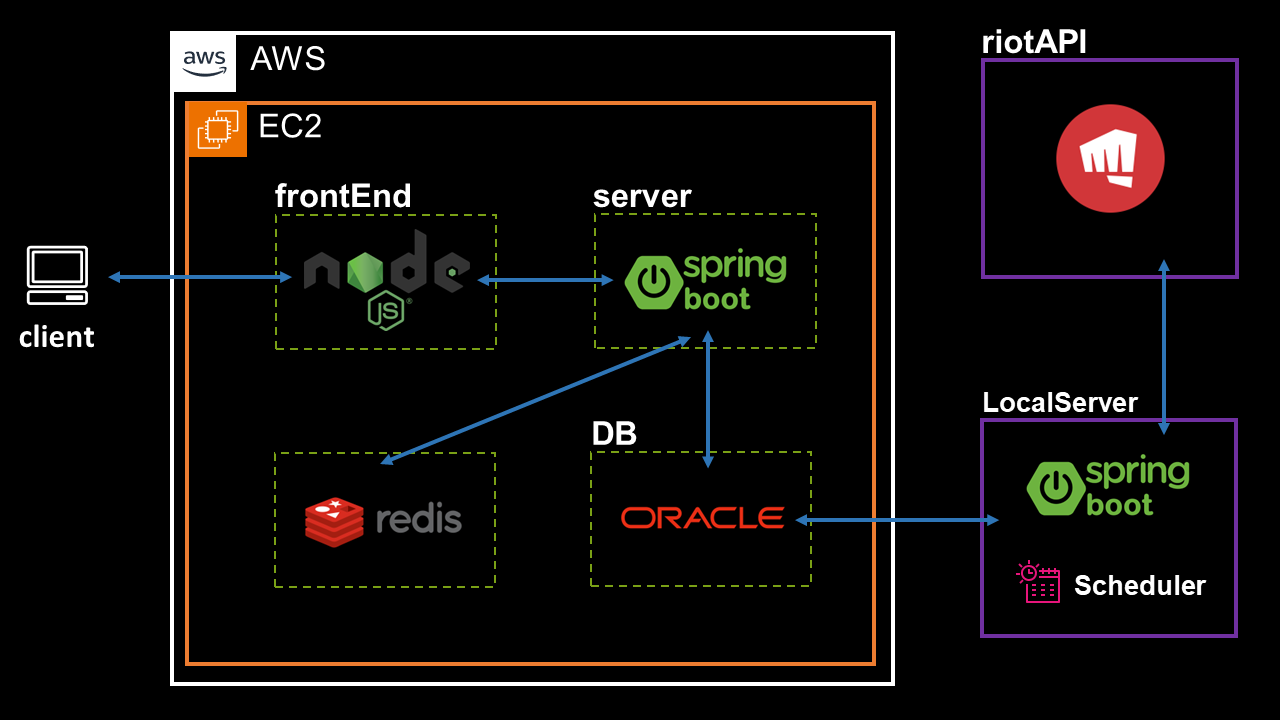 aws
AWS
riotAPI
EC2
frontEnd
server
node
JS
®
spring
boot
client
LocalServer
DB
redis
ORACLE
spring
boot
Scheduler